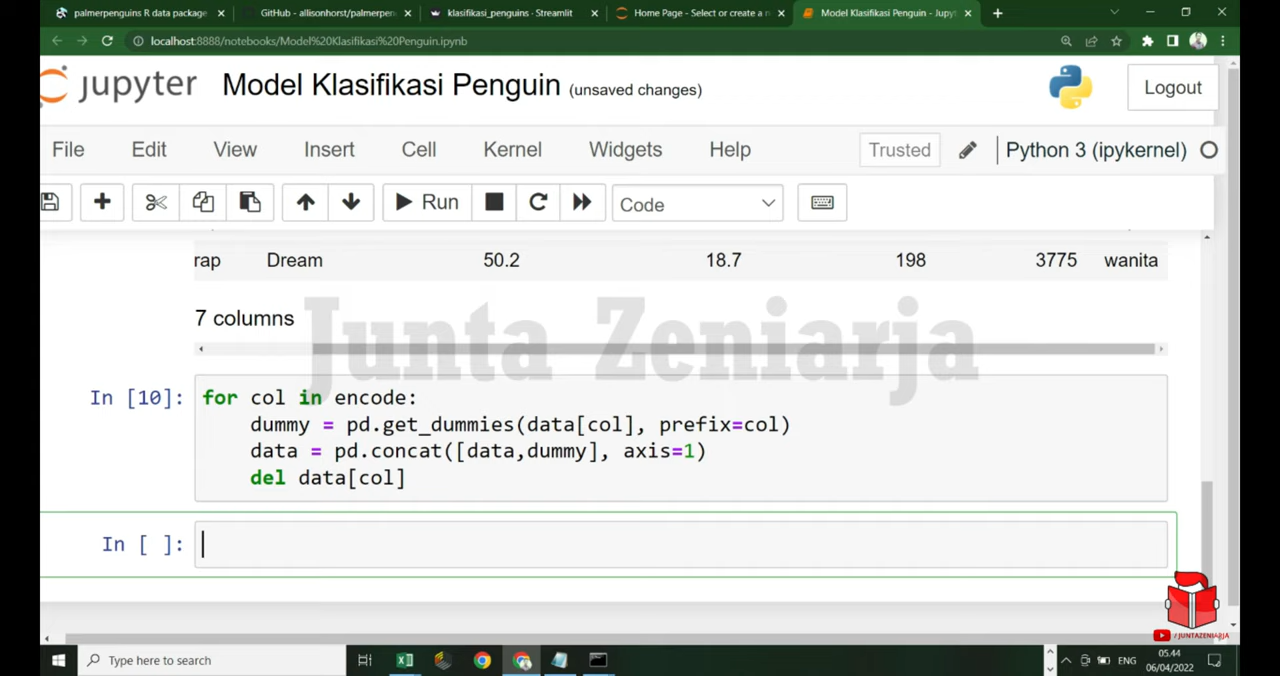 palmerpenguins R data package
GitHub - allisonhorst/palmerpen
klasifikasi_penguins · Streamlit
Home Page - Select or create a n
Model Klasifikasi Penguin - Jupyt
localhost:8888/notebooks/Model%20Klasifikasi%20Penguin.ipynb
jupyter Model Klasifikasi Penguin (unsaved changes)
Logout
File Edit View Insert Cell Kernel Widgets Help
Trusted
Python 3 (ipykernel)
Run
Code
rap Dream 50.2 18.7 198 3775 wanita
7 columns
Junta Zeniarja
In [10]: for col in encode:
dummy = pd.get_dummies(data[col], prefix=col)
data = pd.concat([data,dummy], axis=1)
del data[col]
In [ ]:
/JUNTAZENIARJA
Type here to search
ENG
05.44
06/04/2022